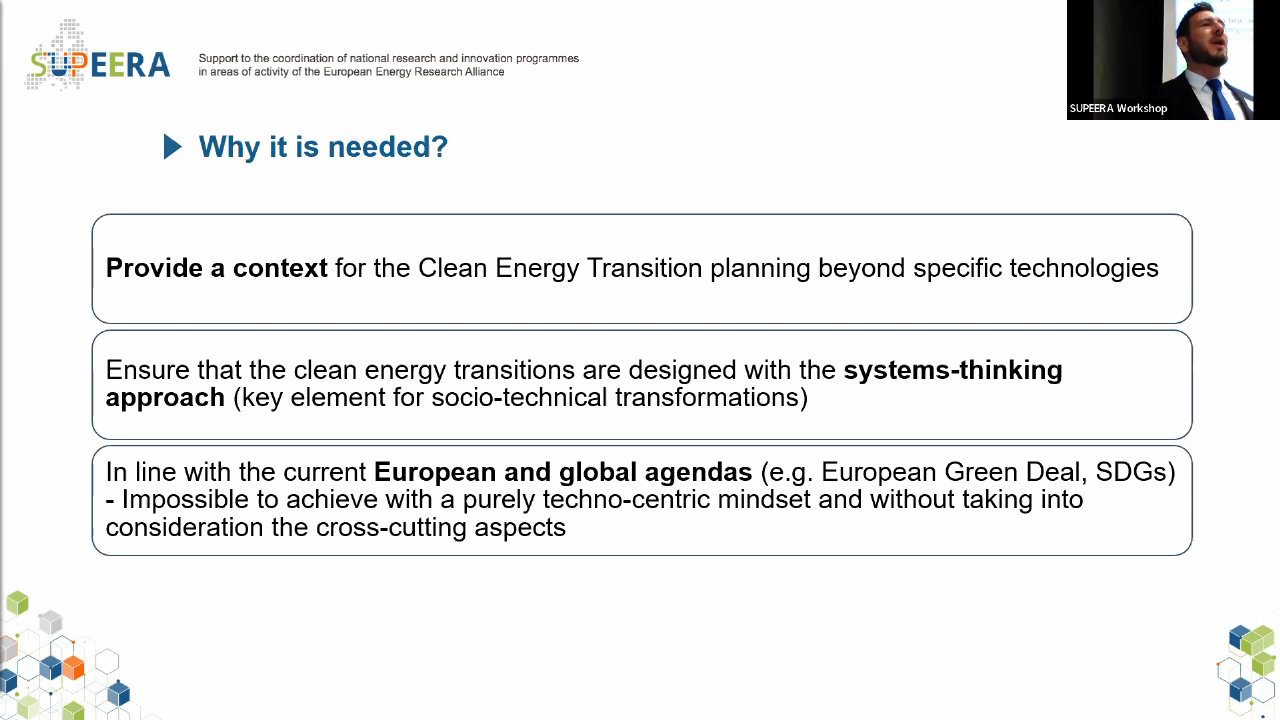 SUPEERA
Support to the coordination of national research and innovation programmes
in areas of activity of the European Energy Research Alliance
SUPEERA Workshop
Why it is needed?
Provide a context for the Clean Energy Transition planning beyond specific technologies
Ensure that the clean energy transitions are designed with the systems-thinking
approach (key element for socio-technical transformations)
In line with the current European and global agendas (e.g. European Green Deal, SDGs)
- Impossible to achieve with a purely techno-centric mindset and without taking into
consideration the cross-cutting aspects